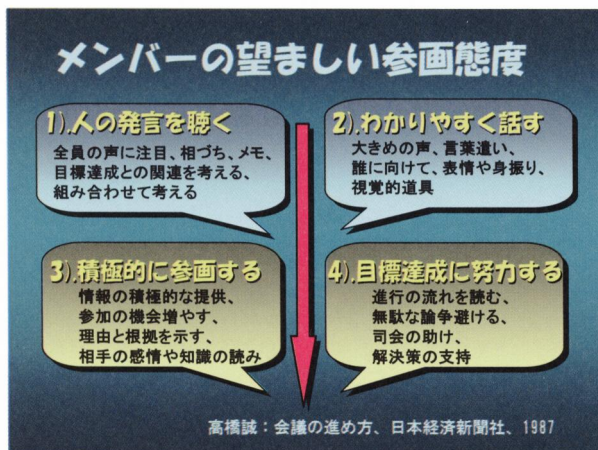 メンバーの望ましい参画態度
1).人の発言を聴く
全員の声に注目、相づち、メモ、
目標達成との関連を考える、
組み合わせて考える
2).わかりやすく話す
大きめの声、言葉遣い、
誰に向けて、表情や身振り、
視覚的道具
3).積極的に参画する
情報の積極的な提供、
参加の機会増やす、
理由と根拠を示す、
相手の感情や知識の読み
4).目標達成に努力する
進行の流れを読む、
無駄な論争避ける、
司会の助け、
解決策の支持
高橋誠：会議の進め方、日本経済新聞社、1987